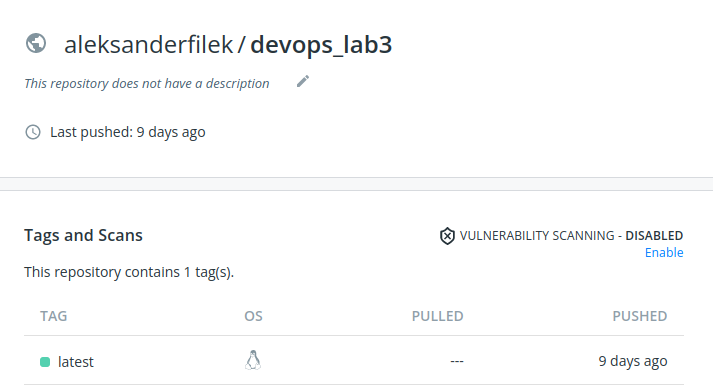 aleksanderfilek / devops_lab3
This repository does not have a description
Last pushed: 9 days ago
Tags and Scans
VULNERABILITY SCANNING - DISABLED
Enable
This repository contains 1 tag(s).
TAG OS PULLED PUSHED
latest --- 9 days ago